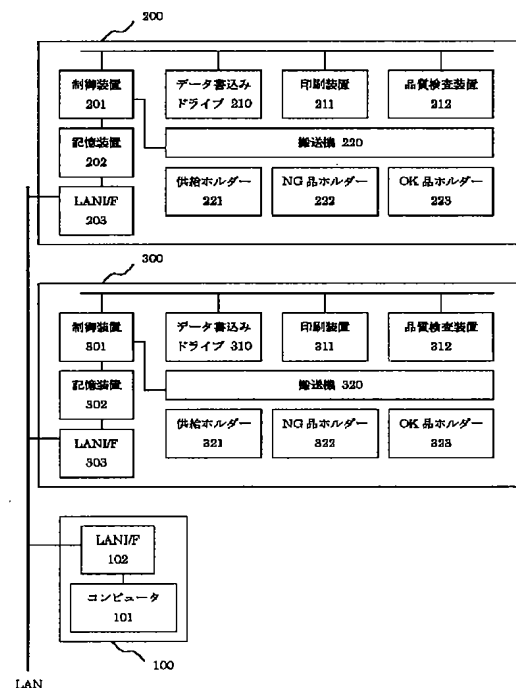 200
制御装置
201
データ書込み
ドライブ 210
印刷装置
211
品質検査装置
212
記憶装置
202
搬送機 220
LANI/F
203
供給ホルダー
221
NG 品ホルダー
222
OK 品ホルダー
223
300
制御装置
301
データ書込み
ドライブ 310
印刷装置
311
品質検査装置
312
記憶装置
302
搬送機 320
LANI/F
303
供給ホルダー
321
NG 品ホルダー
322
OK 品ホルダー
323
LANI/F
102
コンピュータ
101
100
LAN